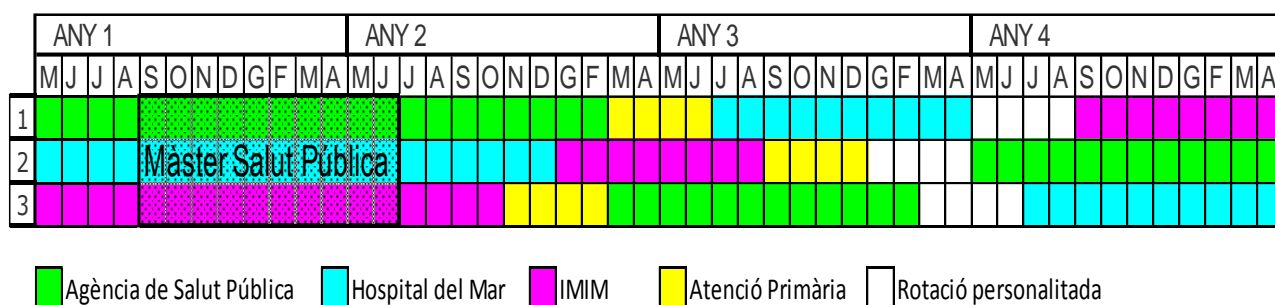 ANY 1 ANY 2 ANY 3 ANY 4
M J J A S O N D G F M A M J J A S O N D G F M A M J J A S O N D G F M A M J J A S O N D G F M A
1
2 Màster Salut Pública
3
Agència de Salut Pública Hospital del Mar IMIM Atenció Primària Rotació personalitada